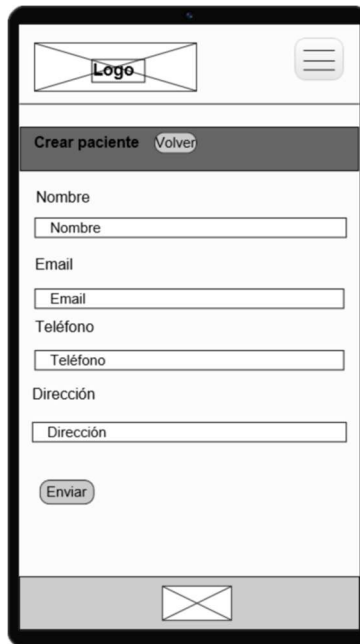 Logo
Crear paciente Volver
Nombre
Nombre
Email
Email
Teléfono
Teléfono
Dirección
Dirección
Enviar